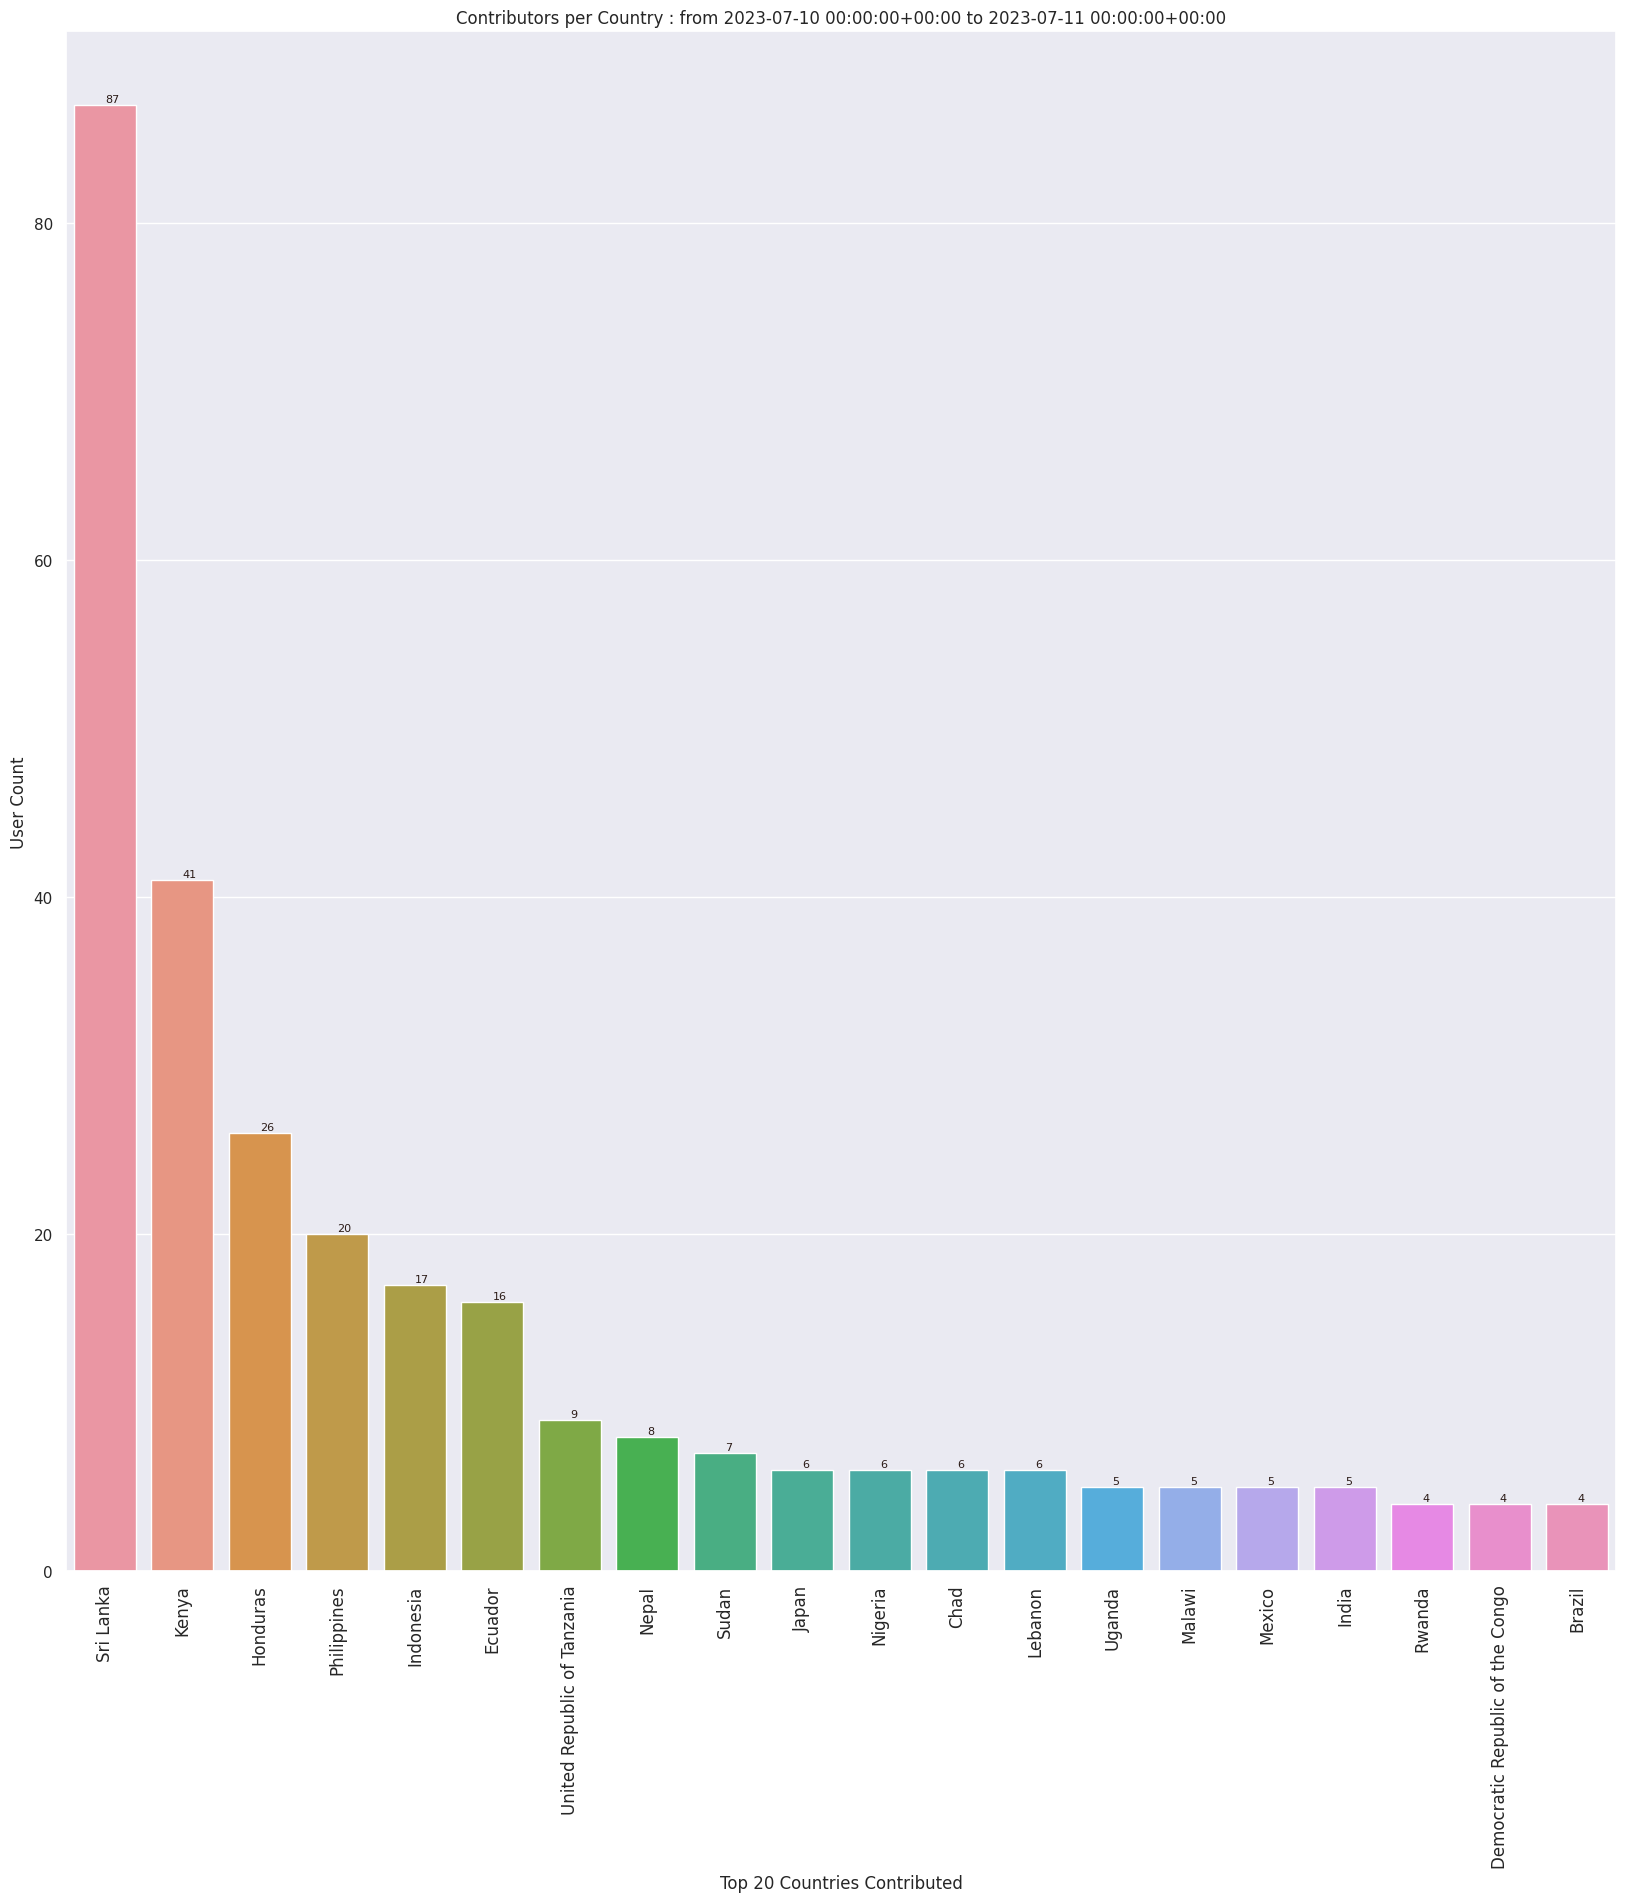 Contributors per Country : from 2023-07-10 00:00:00+00:00 to 2023-07-11 00:00:00+00:00
User Count
80
60
40
20
0
87
41
26
20
17
16
9
8
7
6
6
6
6
5
5
5
5
4
4
4
Sri Lanka
Kenya
Honduras
Philippines
Indonesia
Ecuador
United Republic of Tanzania
Nepal
Sudan
Japan
Nigeria
Chad
Lebanon
Uganda
Malawi
Mexico
India
Rwanda
Democratic Republic of the Congo
Brazil
Top 20 Countries Contributed